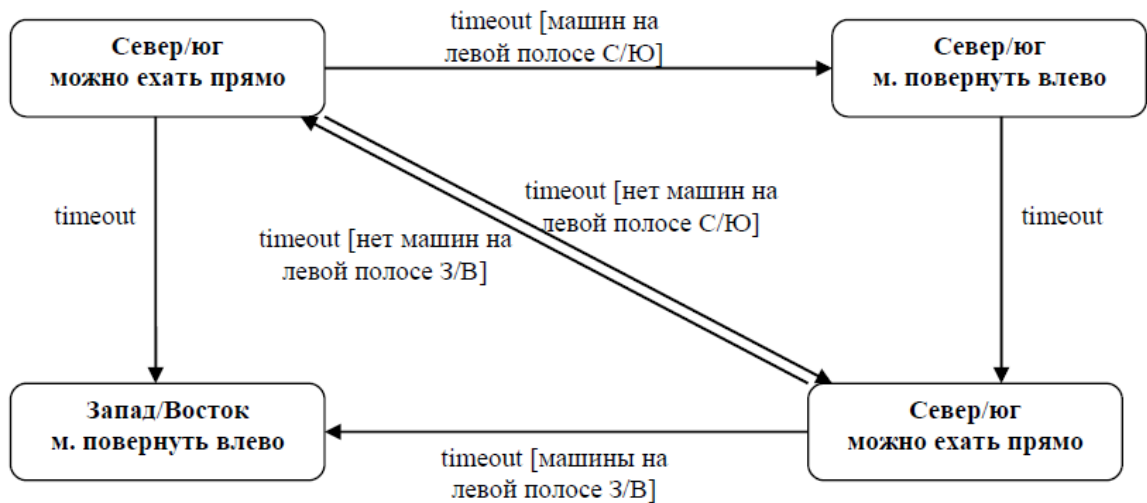 timeout [машин на
левой полосе С/Ю]
Север/юг
можно ехать прямо
Север/юг
м. повернуть влево
timeout
timeout [нет машин на
левой полосе С/Ю]
timeout [нет машин на
левой полосе З/В]
timeout
Запад/Восток
м. повернуть влево
Север/юг
можно ехать прямо
timeout [машины на
левой полосе З/В]